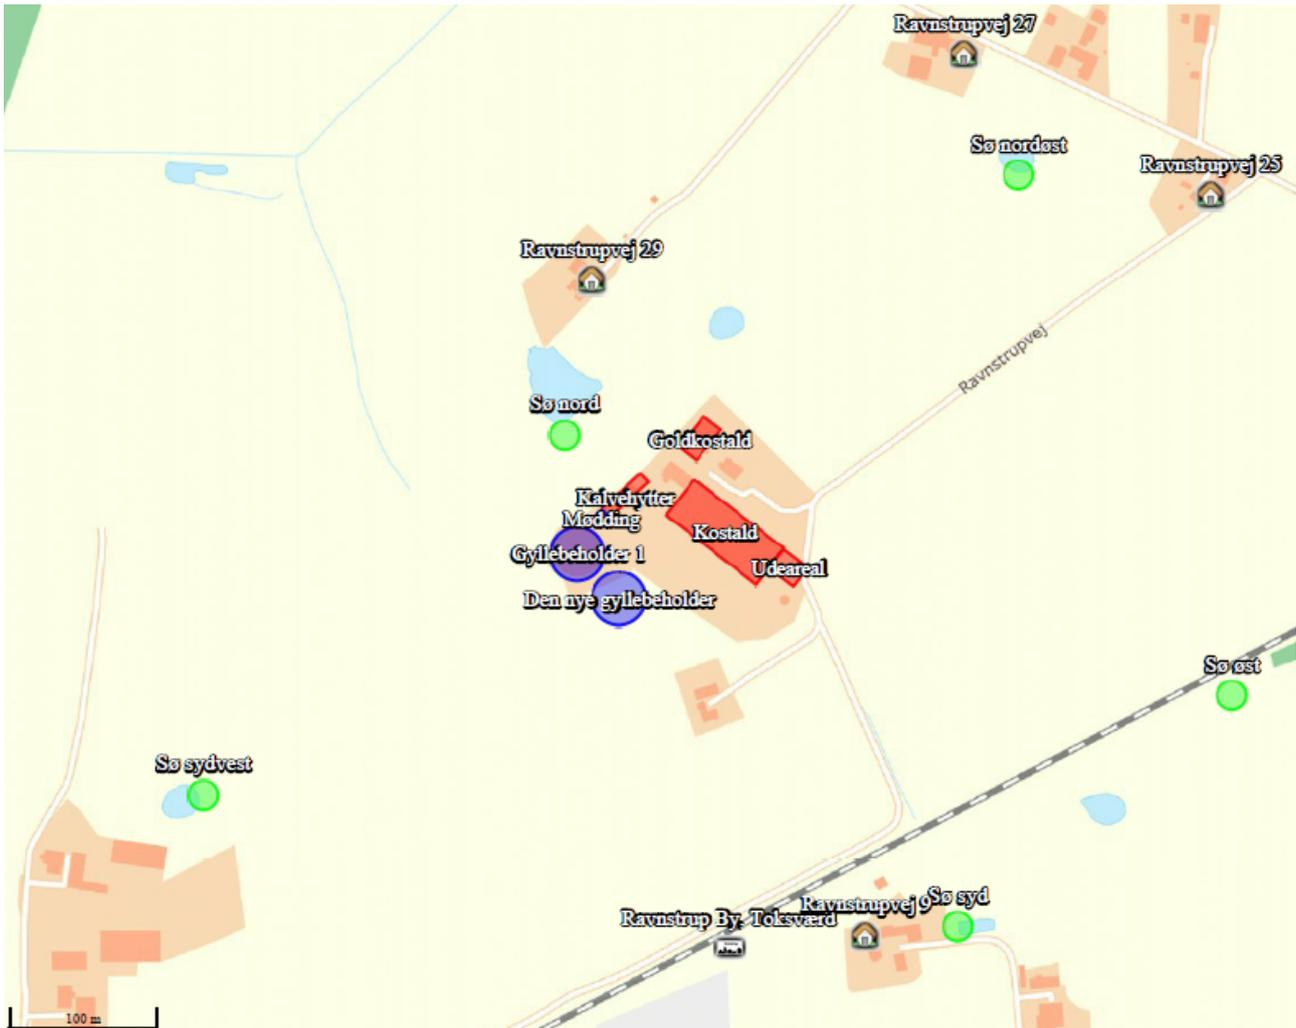 Ravnstrupvej 27
Sø nordøst
Ravnstrupvej 25
Ravnstrupvej 29
Ravnstrupvej
Sø nord
Goldkostald
Kalvehytter
Mødding
Kostald
Gyllebeholder 1
Udeareal
Den nye gyllebeholder
Sø øst
Sø sydvest
Sø syd
Ravnstrupvej 9
Ravnstrup By, Toksværd
100 m